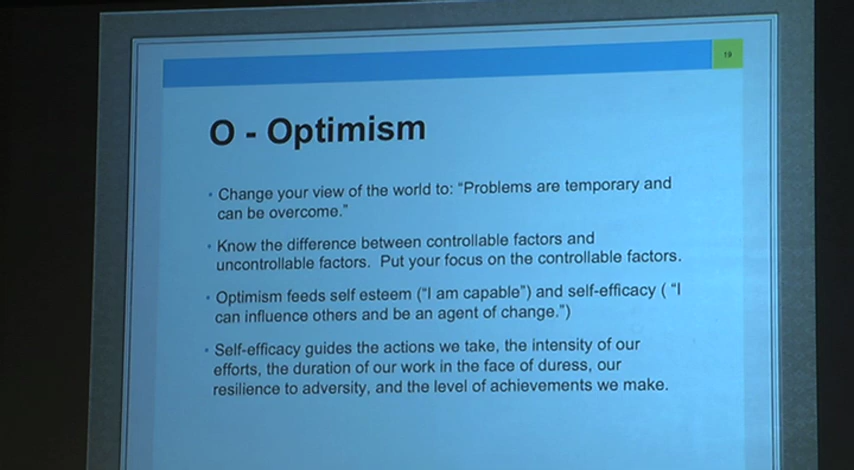 19
O - Optimism
• Change your view of the world to: “Problems are temporary and
can be overcome.”
• Know the difference between controllable factors and
uncontrollable factors.  Put your focus on the controllable factors.
• Optimism feeds self esteem (“I am capable”) and self-efficacy ( “I
can influence others and be an agent of change.”)
• Self-efficacy guides the actions we take, the intensity of our
efforts, the duration of our work in the face of duress, our
resilience to adversity, and the level of achievements we make.